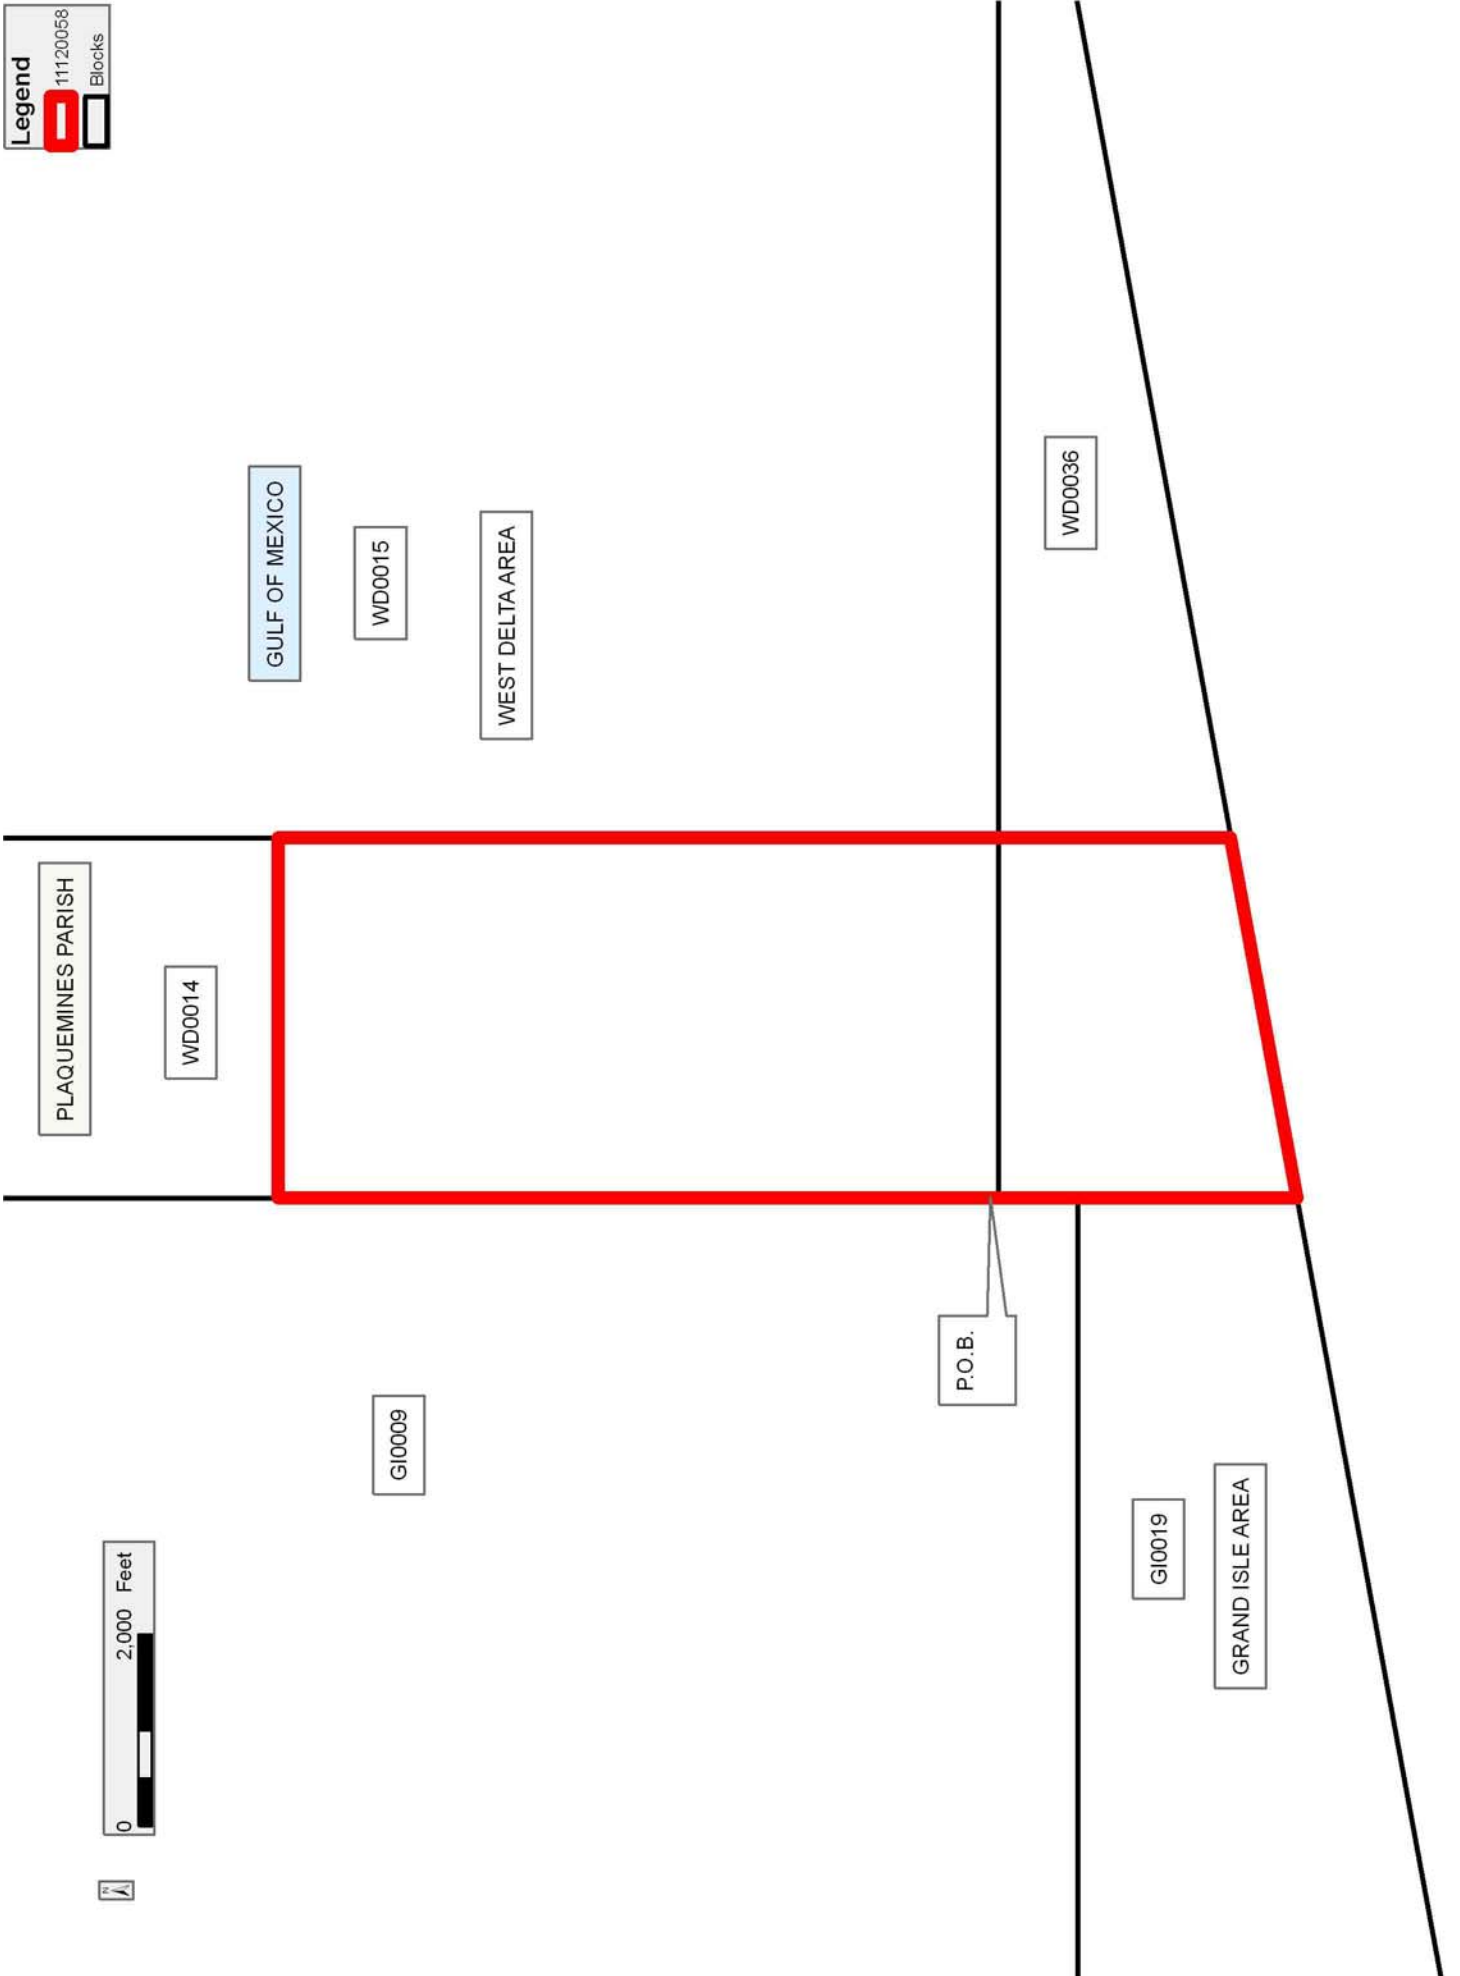 Legend
11120058
Blocks
PLAQUEMINES PARISH
N
0 2,000 Feet
WD0014
GULF OF MEXICO
WD0015
GI0009
WEST DELTA AREA
P.O.B.
WD0036
GI0019
GRAND ISLE AREA